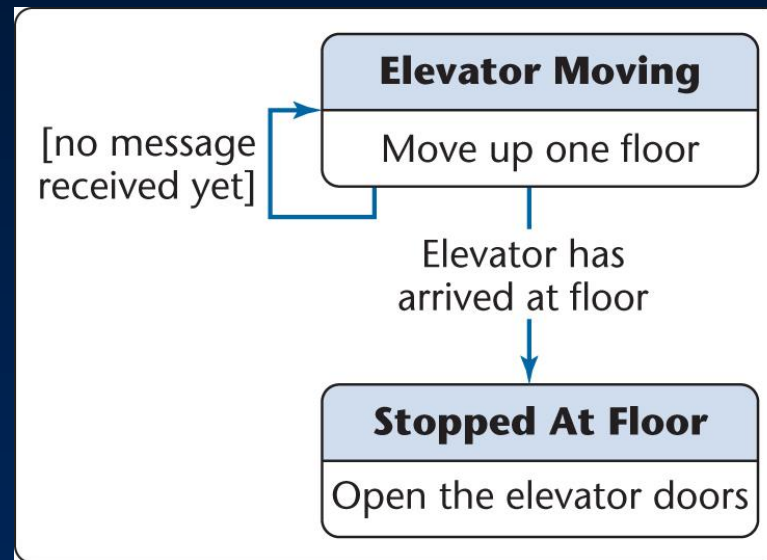 Elevator Moving
Move up one floor
[no message
received yet]
Elevator has
arrived at floor
Stopped At Floor
Open the elevator doors